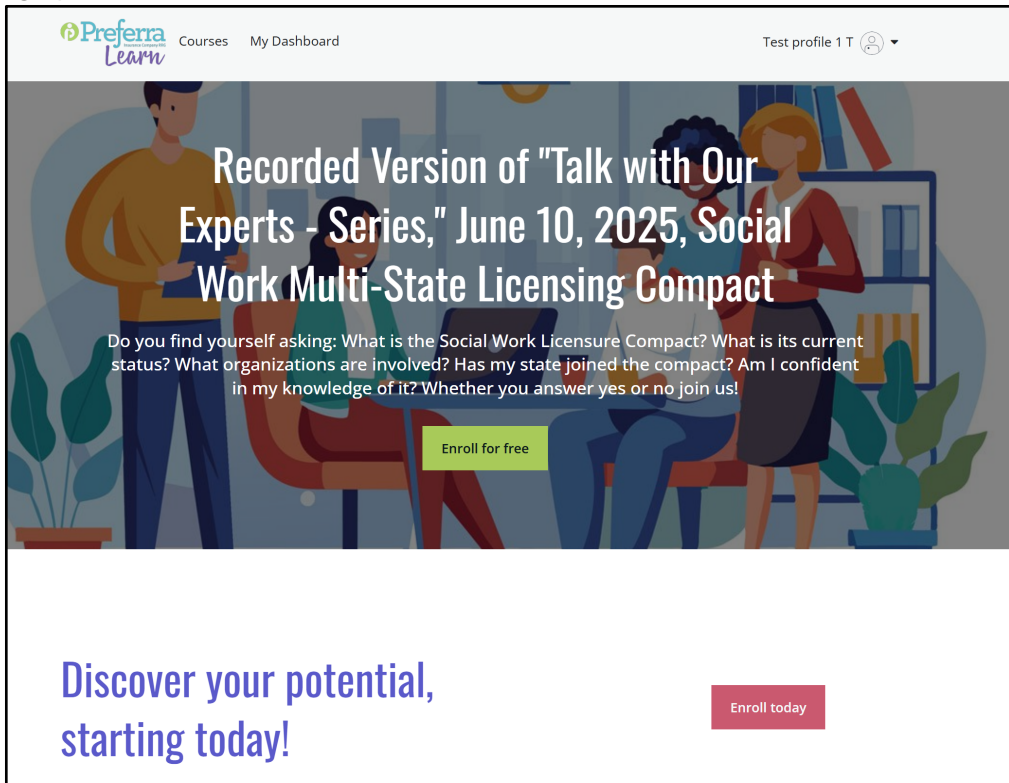 Preferra
Insurance Company RRG
Learn
Courses My Dashboard
Test profile 1 T
Recorded Version of "Talk with Our
Experts - Series," June 10, 2025, Social
Work Multi-State Licensing Compact
Do you find yourself asking: What is the Social Work Licensure Compact? What is its current
status? What organizations are involved? Has my state joined the compact? Am I confident
in my knowledge of it? Whether you answer yes or no join us!
Enroll for free
Discover your potential,
starting today!
Enroll today